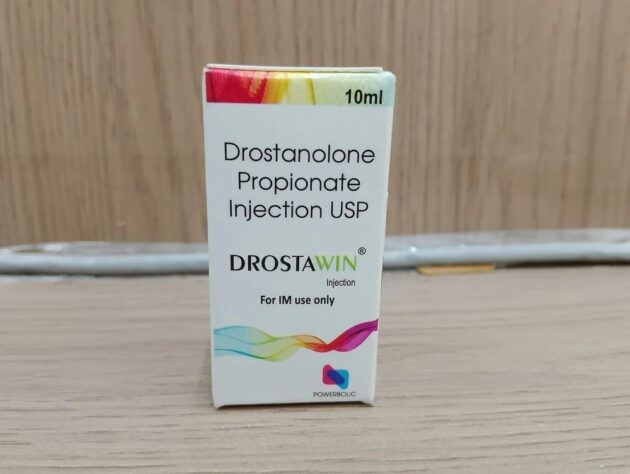 10ml
Drostanolone
Propionate
Injection USP
DROSTAWIN®
Injection
For IM use only
POWERBOLIC